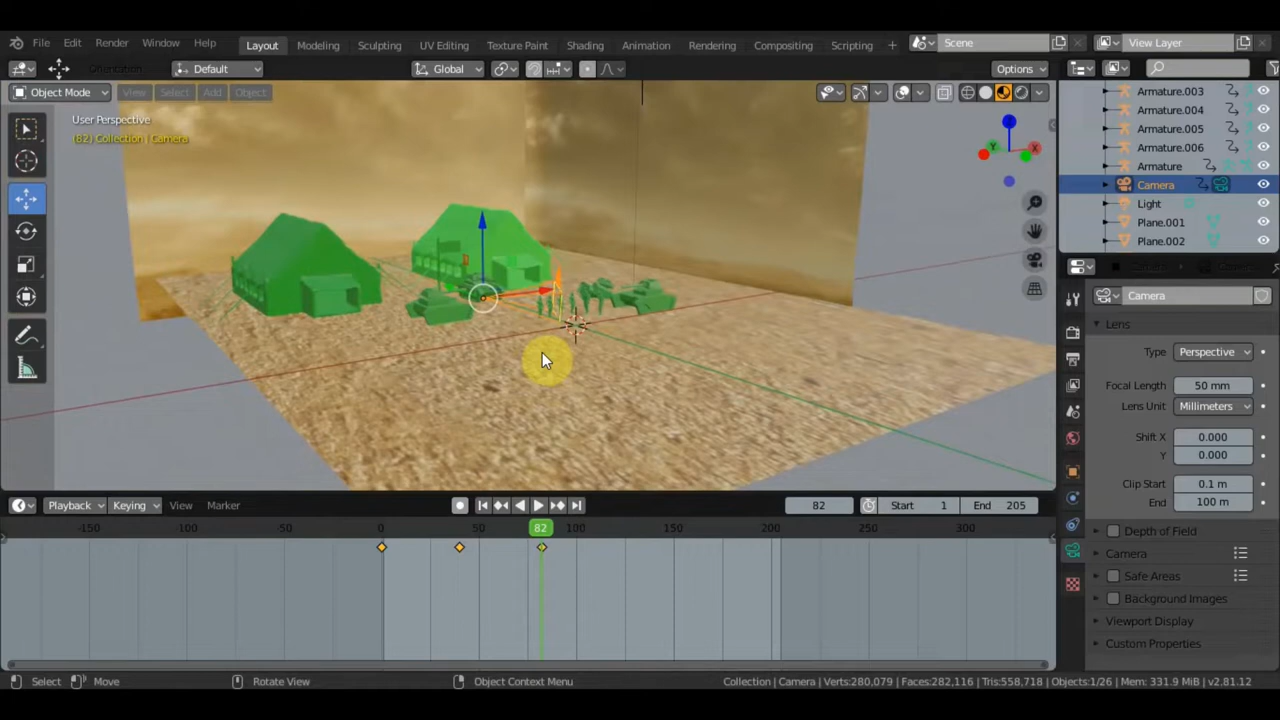 File Edit Render Window Help Layout Modeling Sculpting UV Editing Texture Paint Shading Animation Rendering Compositing Scripting + Scene View Layer
Orientation Default Global Options
Object Mode View Select Add Object
User Perspective
(82) Collection | Camera
Z
Y
X
Armature.003
Armature.004
Armature.005
Armature.006
Armature
Camera
Light
Plane.001
Plane.002
Camera
Lens
Type Perspective
Focal Length 50 mm
Lens Unit Millimeters
Shift X 0.000
Y 0.000
Clip Start 0.1 m
End 100 m
Depth of Field
Camera
Safe Areas
Background Images
Viewport Display
Custom Properties
Playback Keying View Marker 82 Start 1 End 205
-150 -100 -50 0 50 82 100 150 200 250 300
Select Move Rotate View Object Context Menu Collection | Camera | Verts:280,079 | Faces:282,116 | Tris:558,718 | Objects:1/26 | Mem: 331.9 MiB | v2.81.12